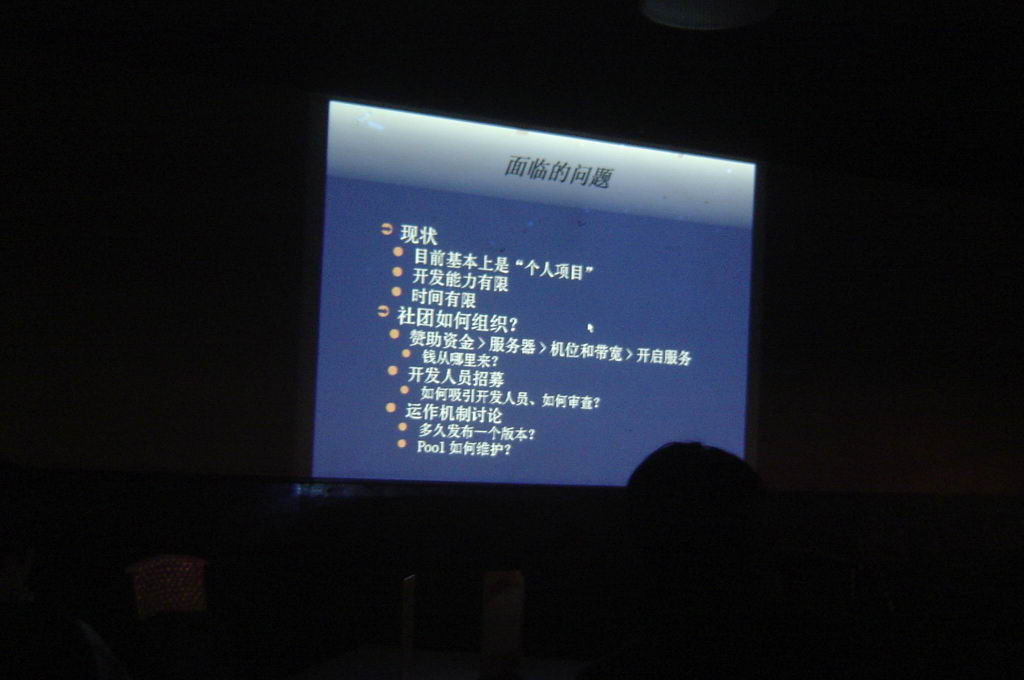 面临的问题
现状
目前基本上是“个人项目”
开发能力有限
时间有限
社团如何组织？
赞助资金>服务器>机位和带宽>开启服务
钱从哪里来？
开发人员招募
如何吸引开发人员、如何审查？
运作机制讨论
多久发布一个版本？
Pool 如何维护？